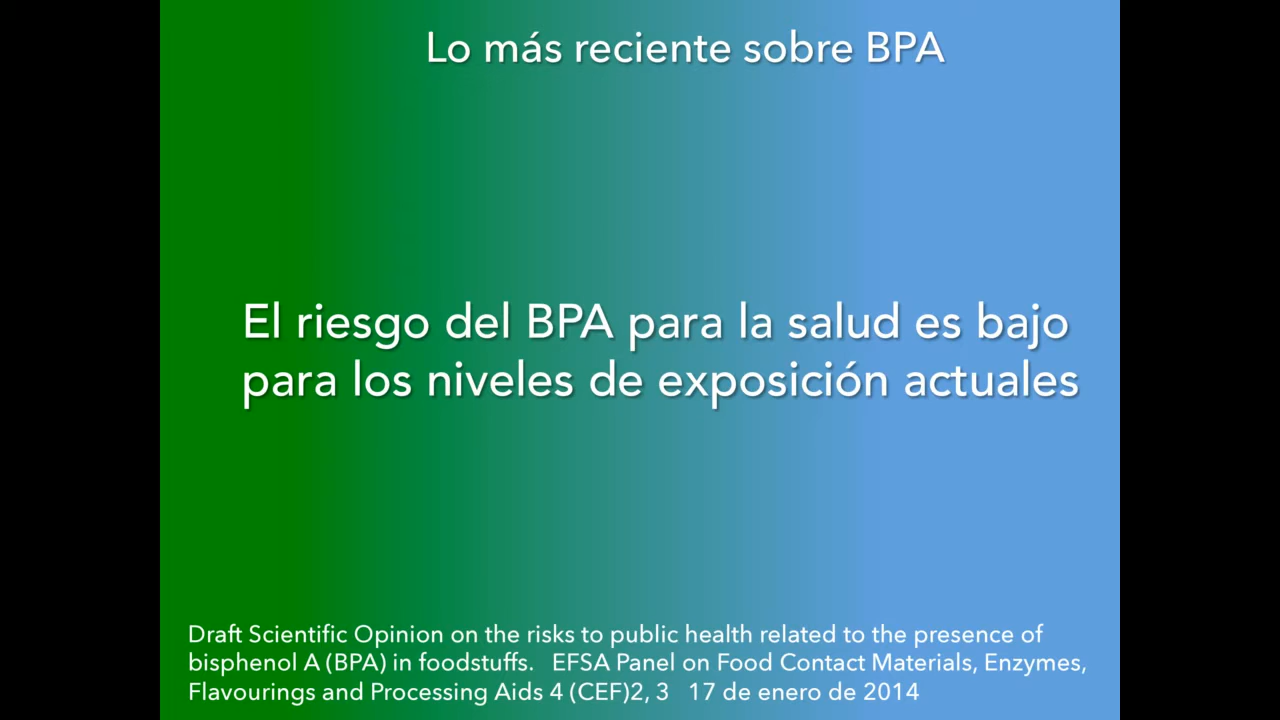 Lo más reciente sobre BPA
El riesgo del BPA para la salud es bajo
para los niveles de exposición actuales
Draft Scientific Opinion on the risks to public health related to the presence of
bisphenol A (BPA) in foodstuffs.   EFSA Panel on Food Contact Materials, Enzymes,
Flavourings and Processing Aids 4 (CEF)2, 3   17 de enero de 2014